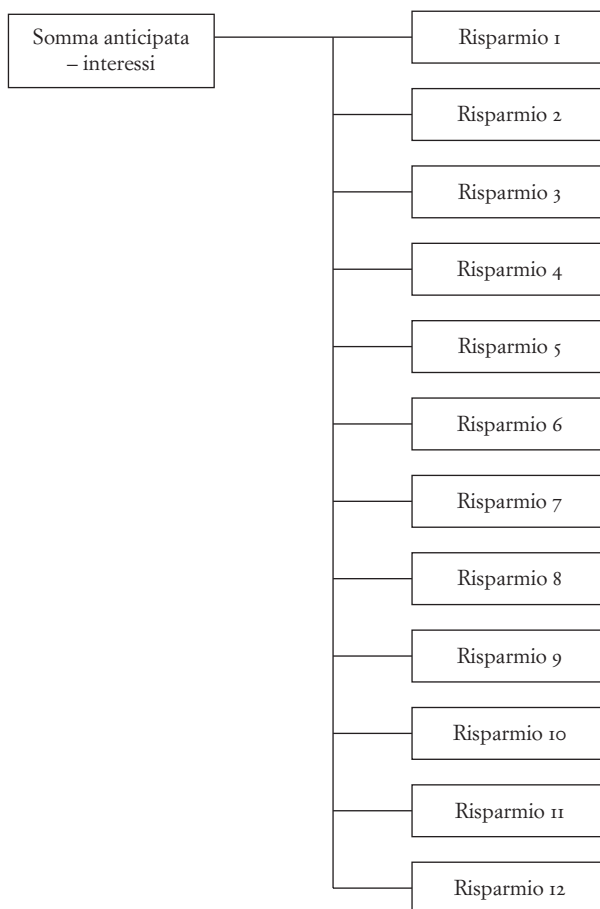 Somma anticipata
– interessi
Risparmio 1
Risparmio 2
Risparmio 3
Risparmio 4
Risparmio 5
Risparmio 6
Risparmio 7
Risparmio 8
Risparmio 9
Risparmio 10
Risparmio 11
Risparmio 12